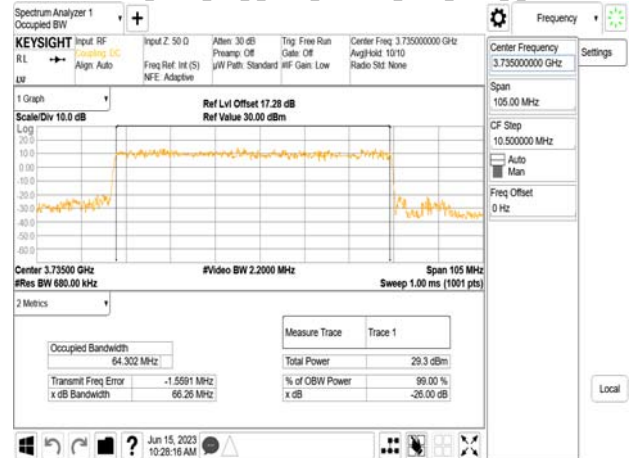 Spectrum Analyzer 1
Occupied BW
Frequency
KEYSIGHT
Input: RF
Input Z: 50 Ω
Atten: 30 dB
Trig: Free Run
Center Freq: 3.735000000 GHz
RL
Coupling: DC
Preamp: Off
Gate: Off
Avg|Hold: 10/10
Align: Auto
Freq Ref: Int (S)
µW Path: Standard
#IF Gain: Low
Radio Std: None
NFE: Adaptive
Center Frequency
3.735000000 GHz
Settings
Span
105.00 MHz
CF Step
10.500000 MHz
Auto
Man
Freq Offset
0 Hz
Local
1 Graph
Ref Lvl Offset 17.28 dB
Scale/Div 10.0 dB
Ref Value 30.00 dBm
Log
20.0
10.0
0.00
-10.0
-20.0
-30.0
-40.0
-50.0
-60.0
Center 3.73500 GHz
#Video BW 2.2000 MHz
Span 105 MHz
#Res BW 680.00 kHz
Sweep 1.00 ms (1001 pts)
2 Metrics
Measure Trace
Trace 1
Occupied Bandwidth
64.302 MHz
Total Power
29.3 dBm
Transmit Freq Error
-1.5591 MHz
% of OBW Power
99.00 %
x dB Bandwidth
66.26 MHz
x dB
-26.00 dB
Jun 15, 2023
10:28:16 AM